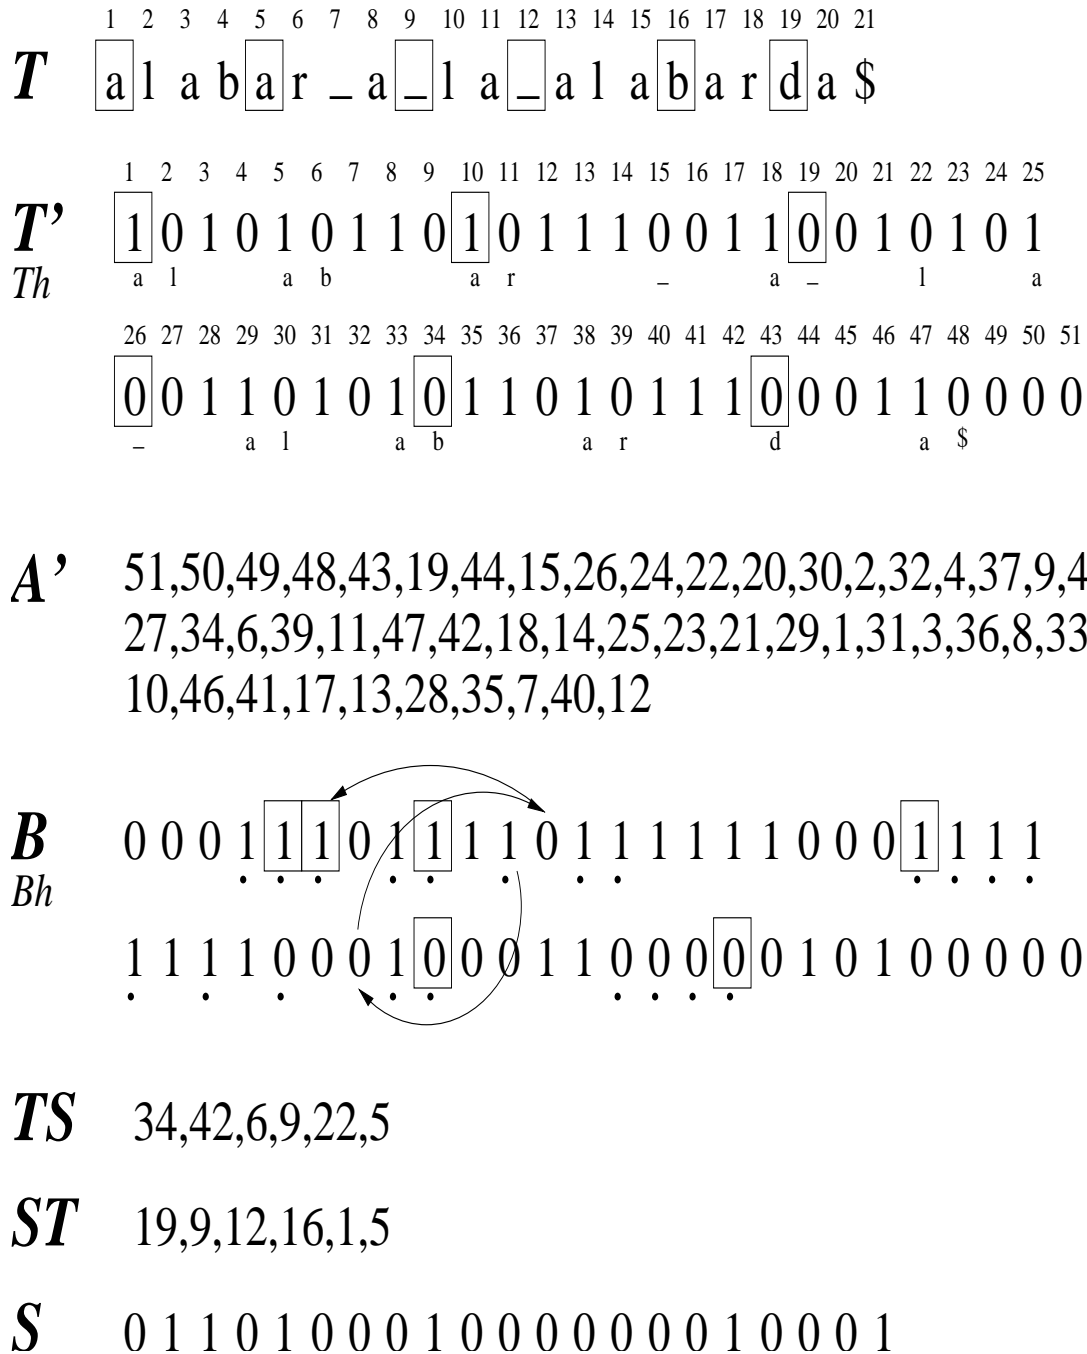 1 2 3 4 5 6 7 8 9 10 11 12 13 14 15 16 17 18 19 20 21
T a l a b a r _ a _ l a _ a l a b a r d a $
1 2 3 4 5 6 7 8 9 10 11 12 13 14 15 16 17 18 19 20 21 22 23 24 25
T’ 1 0 1 0 1 0 1 1 0 1 0 1 1 1 0 0 1 1 0 0 1 0 1 0 1
Th a l a b a r _ a _ l a
26 27 28 29 30 31 32 33 34 35 36 37 38 39 40 41 42 43 44 45 46 47 48 49 50 51
0 0 1 1 0 1 0 1 0 1 1 0 1 0 1 1 1 0 0 0 1 1 0 0 0 0
_ a l a b a r d a $
A’ 51,50,49,48,43,19,44,15,26,24,22,20,30,2,32,4,37,9,4
27,34,6,39,11,47,42,18,14,25,23,21,29,1,31,3,36,8,33
10,46,41,17,13,28,35,7,40,12
B 0 0 0 1 1 1 0 1 1 1 1 0 1 1 1 1 1 1 0 0 0 1 1 1 1
Bh
1 1 1 1 0 0 0 1 0 0 0 1 1 0 0 0 0 0 1 0 1 0 0 0 0 0
TS 34,42,6,9,22,5
ST 19,9,12,16,1,5
S 0 1 1 0 1 0 0 0 1 0 0 0 0 0 0 0 1 0 0 0 1